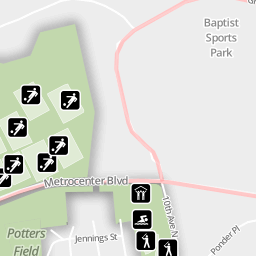 Baptist
Sports
Park
Metrocenter Blvd
10th Ave N
Ponder Pl
Potters
Field
Jennings St